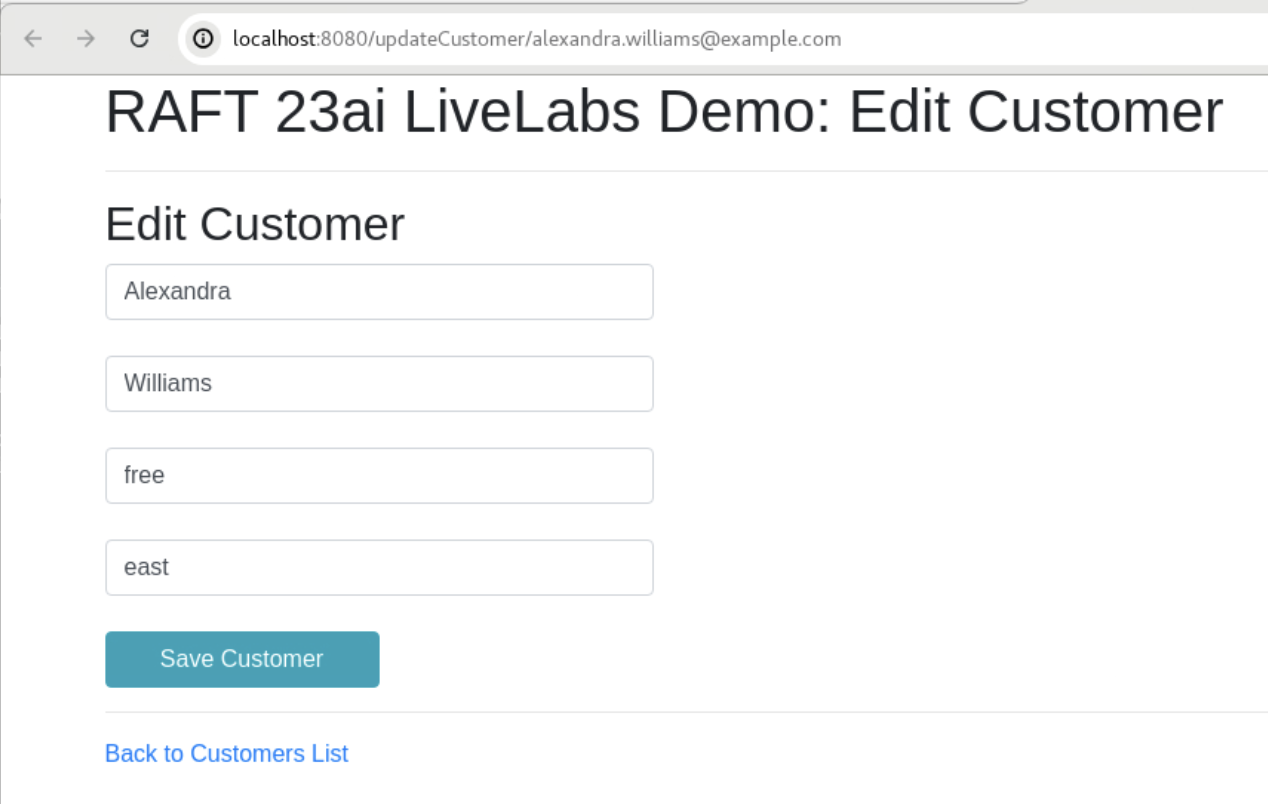 localhost:8080/updateCustomer/alexandra.williams@example.com
RAFT 23ai LiveLabs Demo: Edit Customer
Edit Customer
Alexandra
Williams
free
east
Save Customer
Back to Customers List